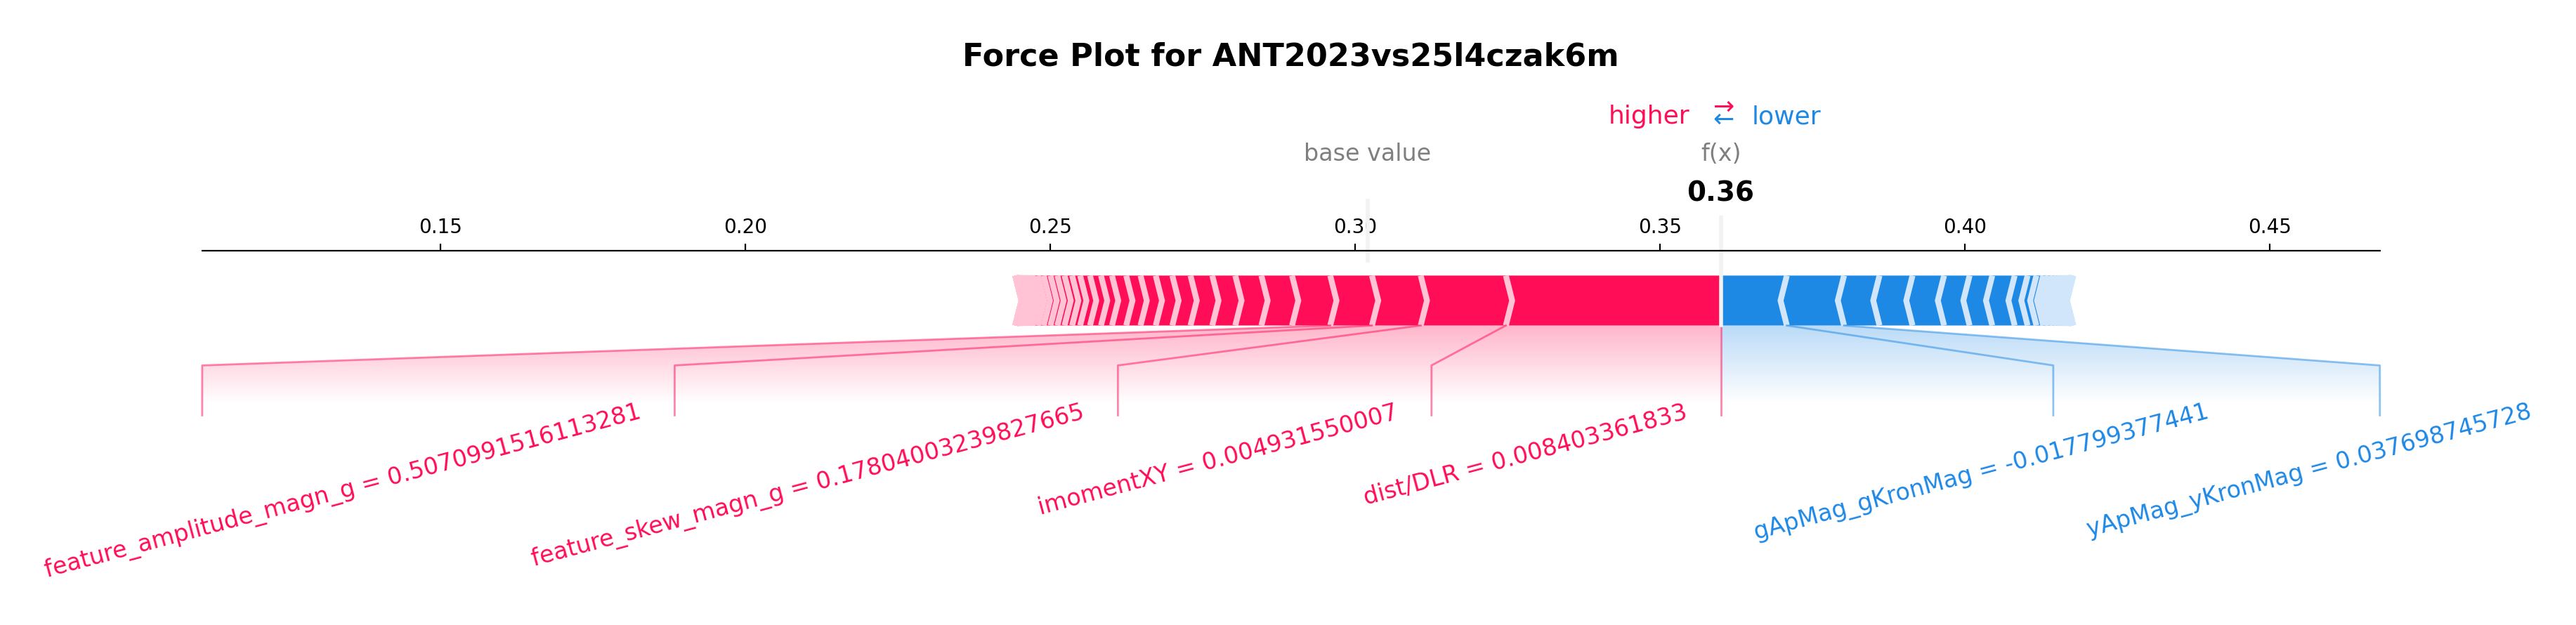 Force Plot for ANT2023vs25l4czak6m
higher ⇄ lower
base value f(x)
0.36
0.15 0.20 0.25 0.30 0.35 0.40 0.45
feature_amplitude_magn_g = 0.5070991516113281
feature_skew_magn_g = 0.17804003239827665
imomentXY = 0.004931550007
dist/DLR = 0.008403361833
gApMag_gKronMag = -0.017799377441
yApMag_yKronMag = 0.037698745728